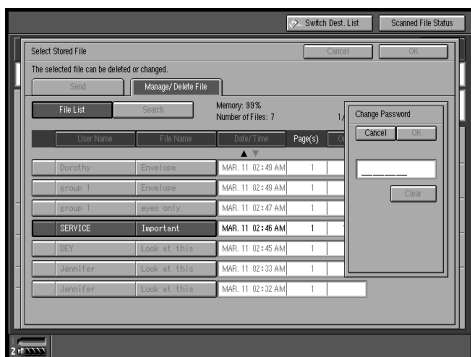 Switch Dest. List Scanned File Status
Select Stored File Cancel OK
The selected file can be deleted or changed.
Send Manage/Delete File
File List Search Memory: 99%
Number of Files: 7 1/
Change Password
Cancel OK
User Name File Name Date/Time Page(s)
Clear
Dorothy Envelope MAR. 11 02:49 AM 1
group 1 Envelope MAR. 11 02:49 AM 1
group 1 eyes only MAR. 11 02:47 AM 1
SERVICE Important MAR. 11 02:46 AM 1
DEY Look at this MAR. 11 02:45 AM 1
Jennifer Look at this MAR. 11 02:33 AM 1
Jennifer Look at this MAR. 11 02:32 AM 1
2